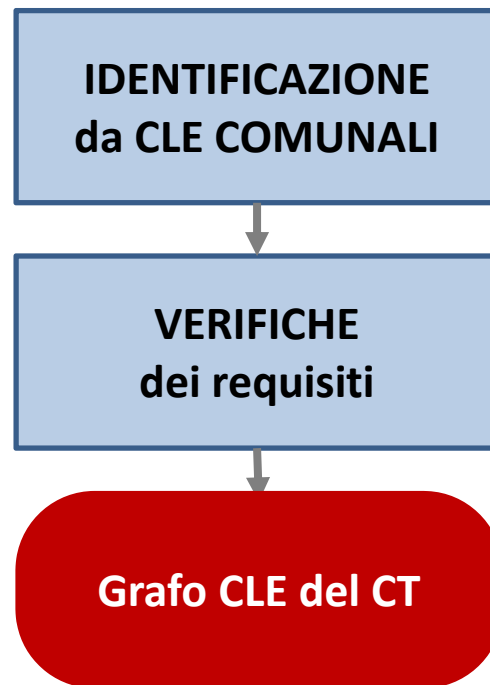 IDENTIFICAZIONE
da CLE COMUNALI
VERIFICHE
dei requisiti
Grafo CLE del CT